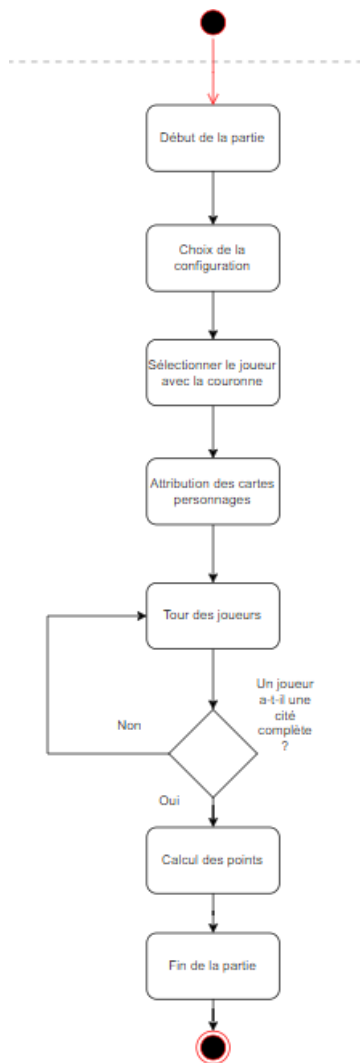 Début de la partie
Choix de la
configuration
Sélectionner le joueur
avec la couronne
Attribution des cartes
personnages
Tour des joueurs
Un joueur
a-t-il une
cité
complète
?
Non
Oui
Calcul des points
Fin de la partie